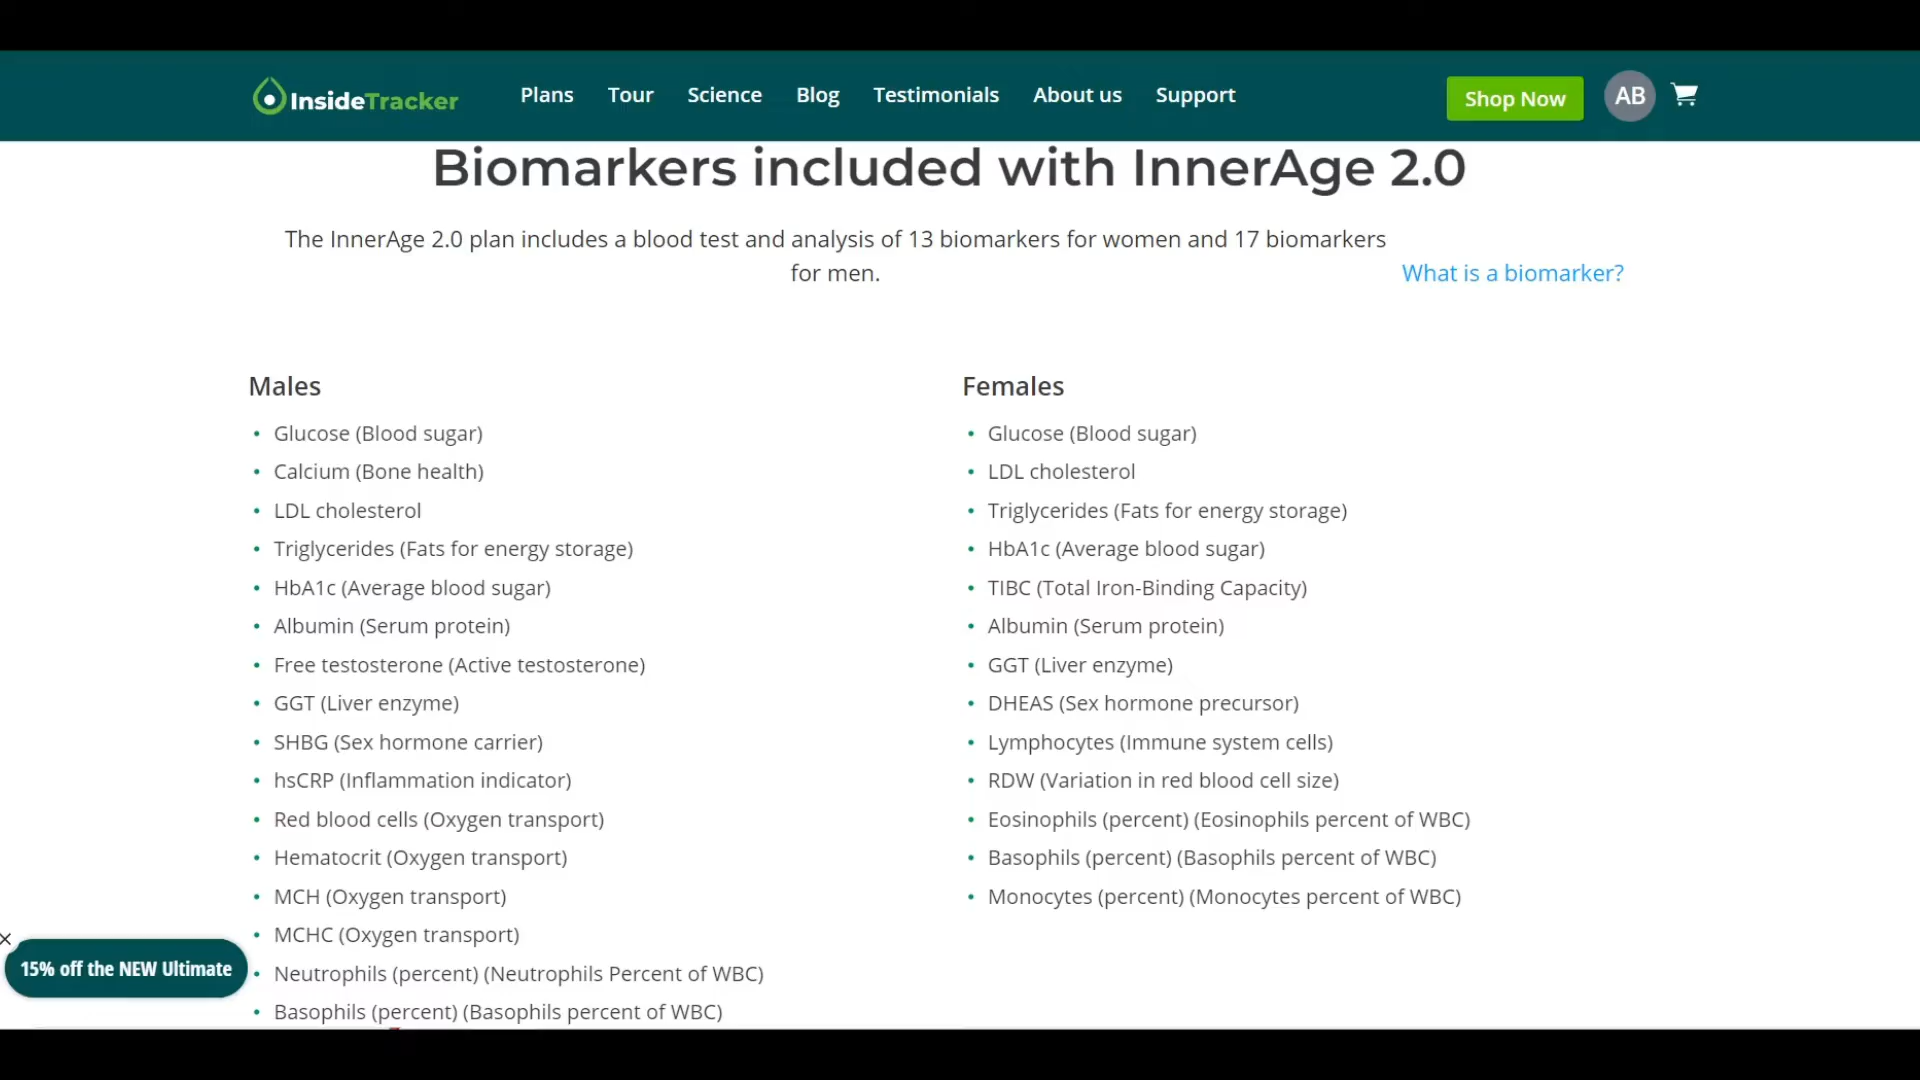 InsideTracker
Plans Tour Science Blog Testimonials About us Support
Shop Now
AB
Biomarkers included with InnerAge 2.0
The InnerAge 2.0 plan includes a blood test and analysis of 13 biomarkers for women and 17 biomarkers
for men.
What is a biomarker?
Males
Glucose (Blood sugar)
Calcium (Bone health)
LDL cholesterol
Triglycerides (Fats for energy storage)
HbA1c (Average blood sugar)
Albumin (Serum protein)
Free testosterone (Active testosterone)
GGT (Liver enzyme)
SHBG (Sex hormone carrier)
hsCRP (Inflammation indicator)
Red blood cells (Oxygen transport)
Hematocrit (Oxygen transport)
MCH (Oxygen transport)
MCHC (Oxygen transport)
Neutrophils (percent) (Neutrophils Percent of WBC)
Basophils (percent) (Basophils percent of WBC)
Females
Glucose (Blood sugar)
LDL cholesterol
Triglycerides (Fats for energy storage)
HbA1c (Average blood sugar)
TIBC (Total Iron-Binding Capacity)
Albumin (Serum protein)
GGT (Liver enzyme)
DHEAS (Sex hormone precursor)
Lymphocytes (Immune system cells)
RDW (Variation in red blood cell size)
Eosinophils (percent) (Eosinophils percent of WBC)
Basophils (percent) (Basophils percent of WBC)
Monocytes (percent) (Monocytes percent of WBC)
15% off the NEW Ultimate